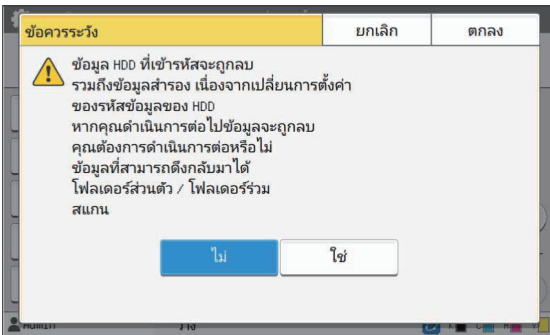 ข้อควรระวัง
ยกเลิก
ตกลง
ข้อมูล HDD ที่เข้ารหัสจะถูกลบ
รวมถึงข้อมูลสำรอง เนื่องจากเปลี่ยนการตั้งค่า
ของรหัสข้อมูลของ HDD
หากคุณดำเนินการต่อไปข้อมูลจะถูกลบ
คุณต้องการดำเนินการต่อหรือไม่
ข้อมูลที่สามารถดึงกลับมาได้
โฟลเดอร์ส่วนตัว / โฟลเดอร์ร่วม
สแกน
ไม่
ใช่